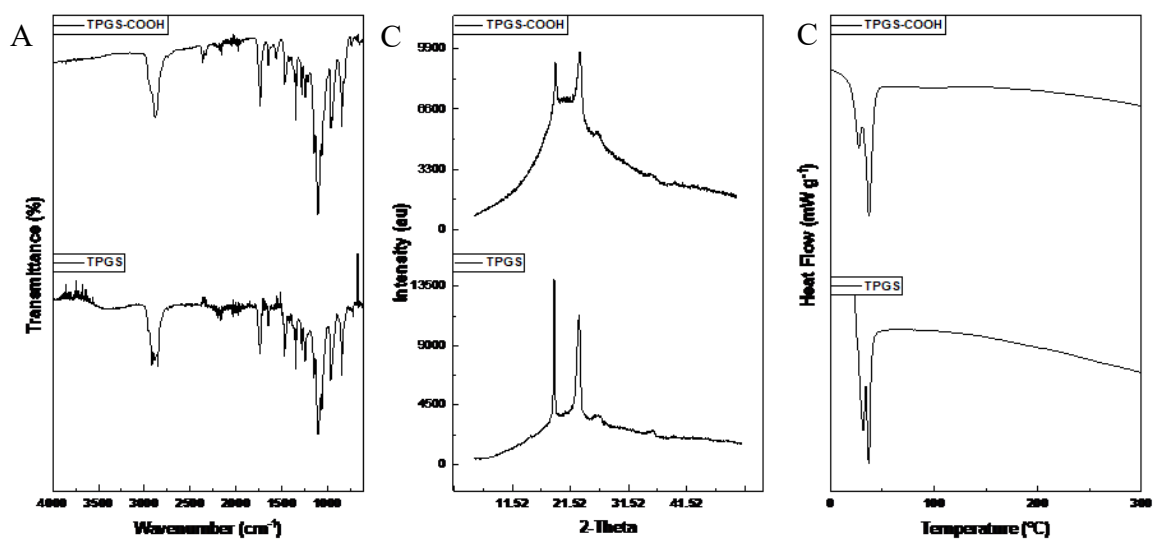 A
TPGS-COOH
TPGS
Transmittance (%)
4000 3500 3000 2500 2000 1500 1000
Wavenumber (cm⁻¹)
C
TPGS-COOH
9900
6600
3300
0
TPGS
13500
9000
4500
0
Intensity (au)
11.52 21.52 31.52 41.52
2-Theta
C
TPGS-COOH
TPGS
Heat Flow (mW g⁻¹)
0 100 200 300
Temperature (°C)